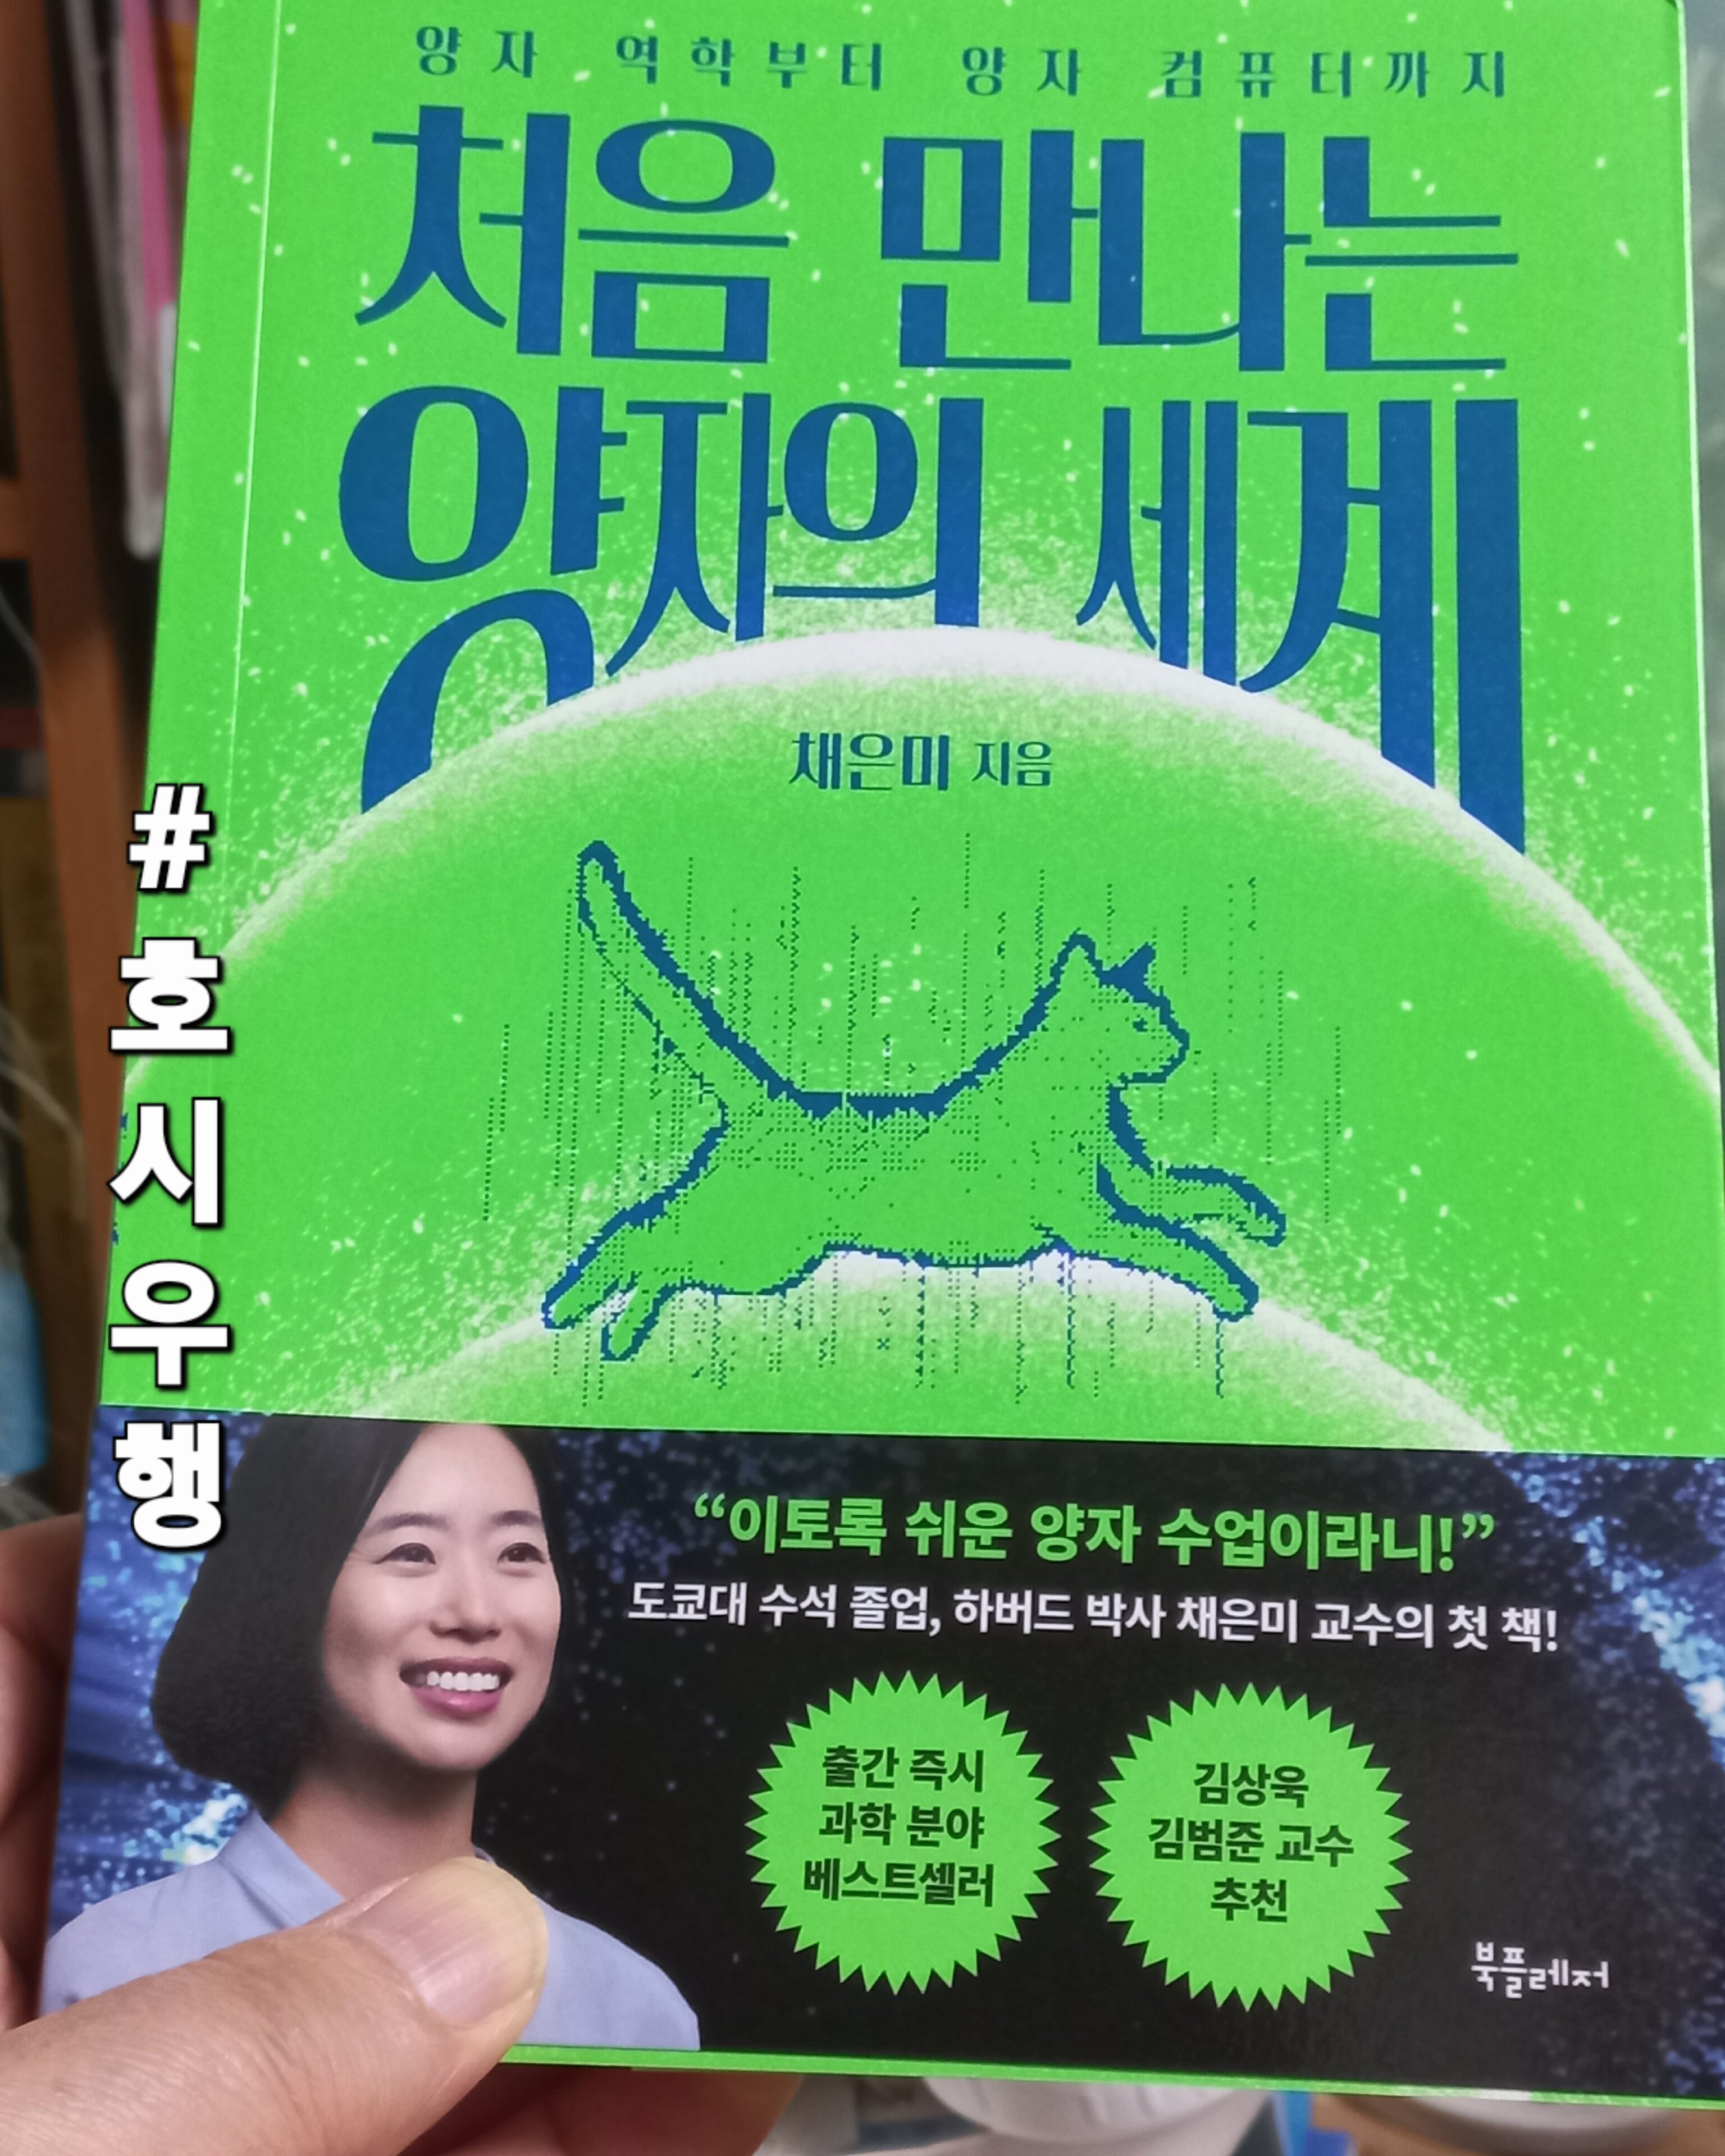 양자 역학부터 양자 컴퓨터까지
처음 만나는
양자의 세계
채은미 지음
#호시우행
“이토록 쉬운 양자 수업이라니!”
도쿄대 수석 졸업, 하버드 박사 채은미 교수의 첫 책!
출간 즉시
과학 분야
베스트셀러
김상욱
김범준 교수
추천
북플레저